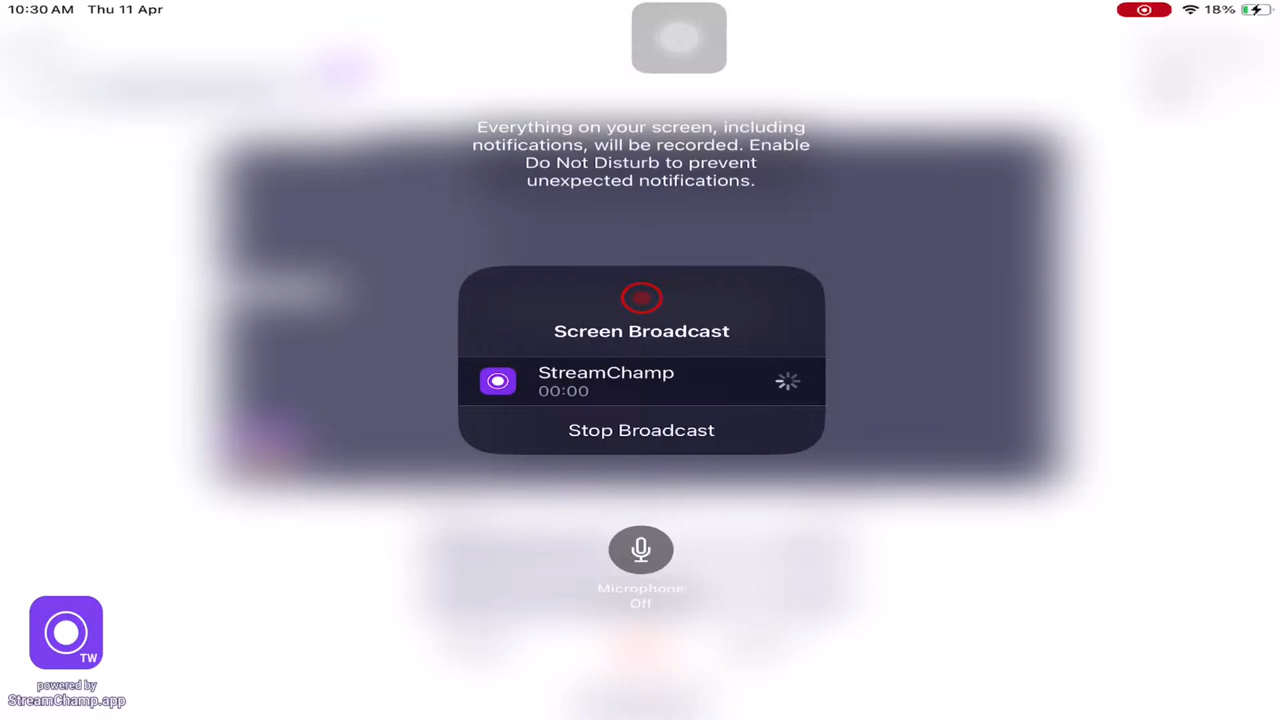 10:30 AM Thu 11 Apr
18%
Everything on your screen, including
notifications, will be recorded. Enable
Do Not Disturb to prevent
unexpected notifications.
Screen Broadcast
StreamChamp
00:00
Stop Broadcast
Microphone
Off
TW
powered by
StreamChamp.app